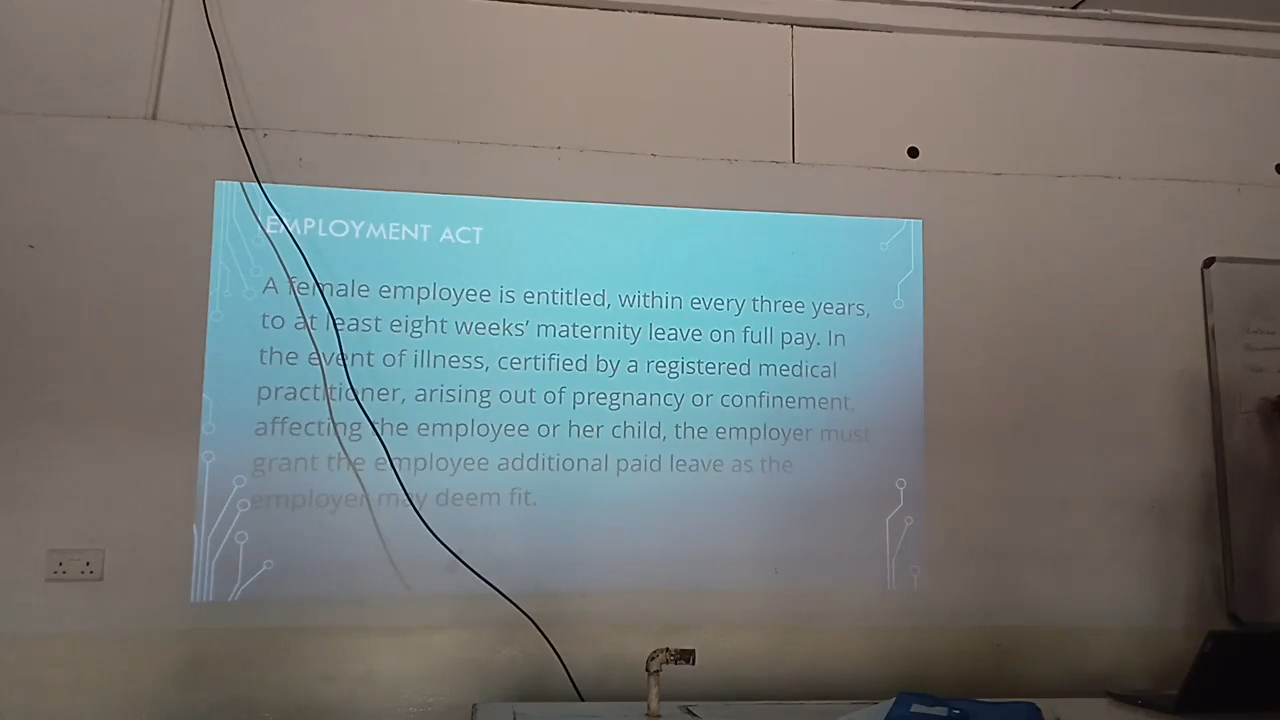 EMPLOYMENT ACT
A female employee is entitled, within every three years,
to at least eight weeks’ maternity leave on full pay. In
the event of illness, certified by a registered medical
practitioner, arising out of pregnancy or confinement,
affecting the employee or her child, the employer must
grant the employee additional paid leave as the
employer may deem fit.